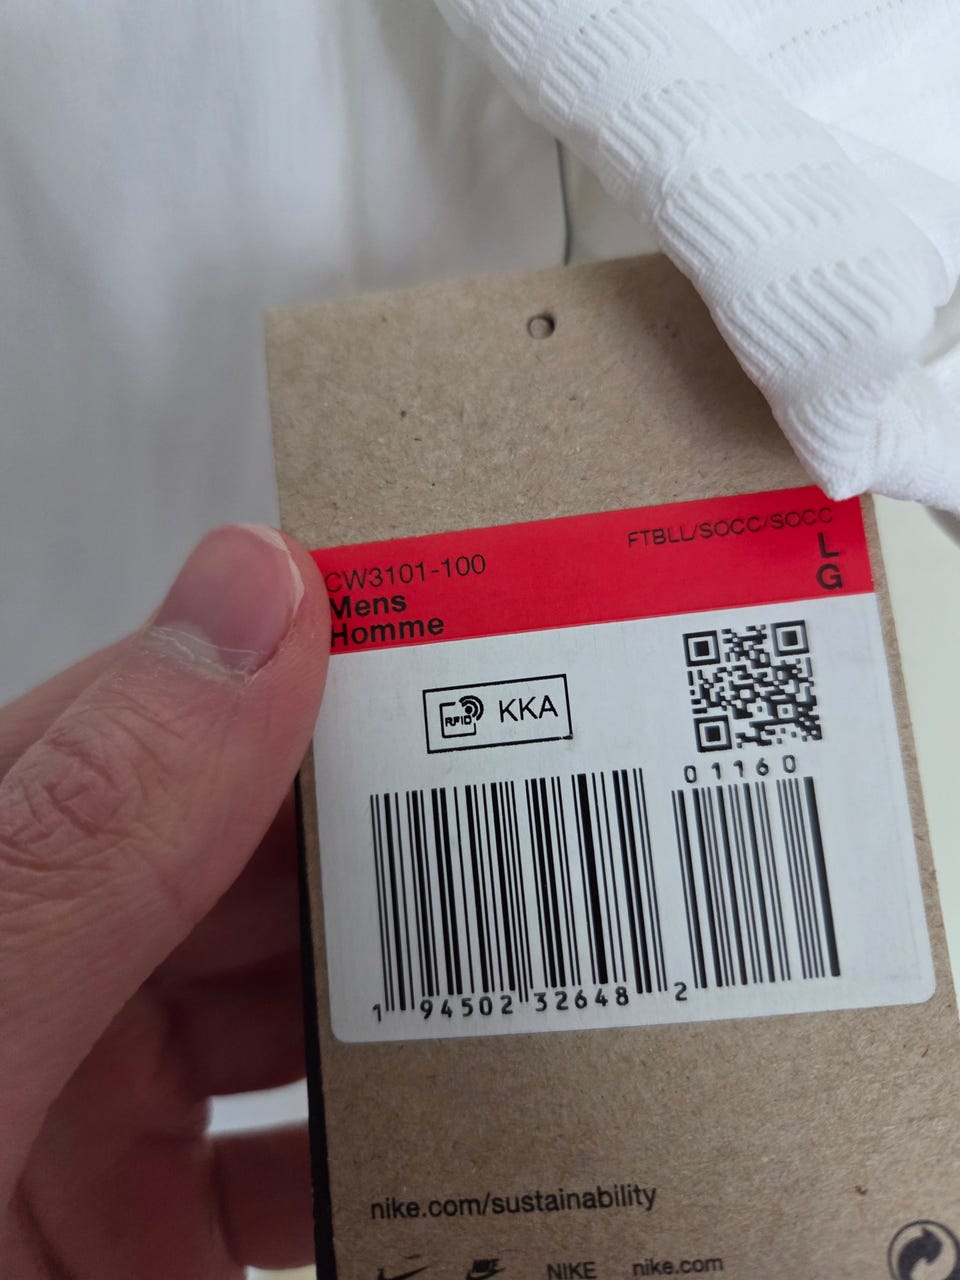 CW3101-100
Mens
Homme
FTBLL/SOCC/SOCC
L
G
RFID KKA
01160
1 94502 32648 2
nike.com/sustainability
NIKE nike.com